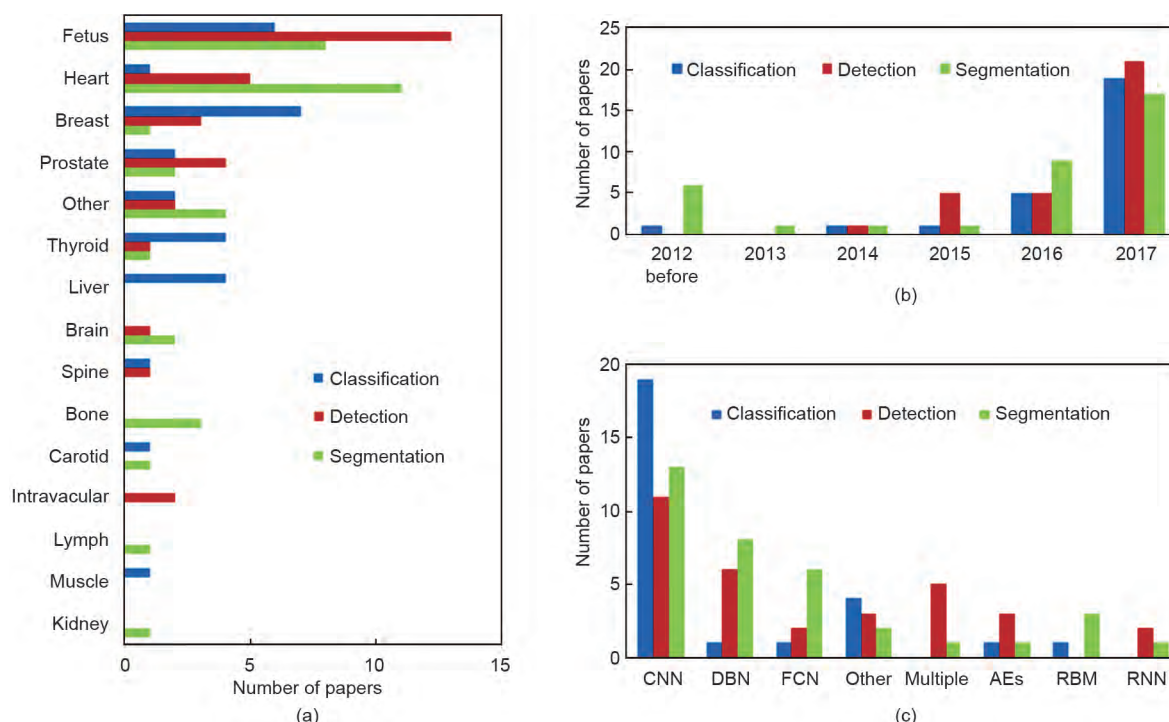 Fetus
Heart
Breast
Prostate
Other
Thyroid
Liver
Brain
Spine
Bone
Carotid
Intravacular
Lymph
Muscle
Kidney
Classification
Detection
Segmentation
0 5 10 15
Number of papers
(a)
Number of papers
25
20
15
10
5
0
Classification Detection Segmentation
2012 2013 2014 2015 2016 2017
before
(b)
Number of papers
20
15
10
5
0
Classification Detection Segmentation
CNN DBN FCN Other Multiple AEs RBM RNN
(c)